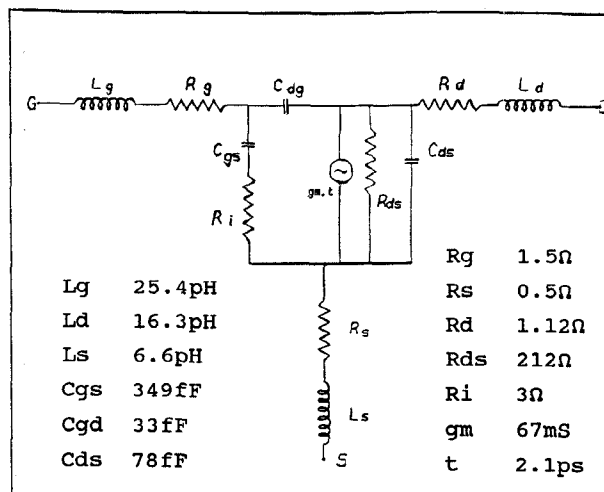 Lg Rg Cdg Rd Ld
G
Cgs gm,t Rds Cds
Ri
Rs
Ls
S
Lg 25.4pH
Ld 16.3pH
Ls 6.6pH
Cgs 349fF
Cgd 33fF
Cds 78fF
Rg 1.5Ω
Rs 0.5Ω
Rd 1.12Ω
Rds 212Ω
Ri 3Ω
gm 67mS
t 2.1ps